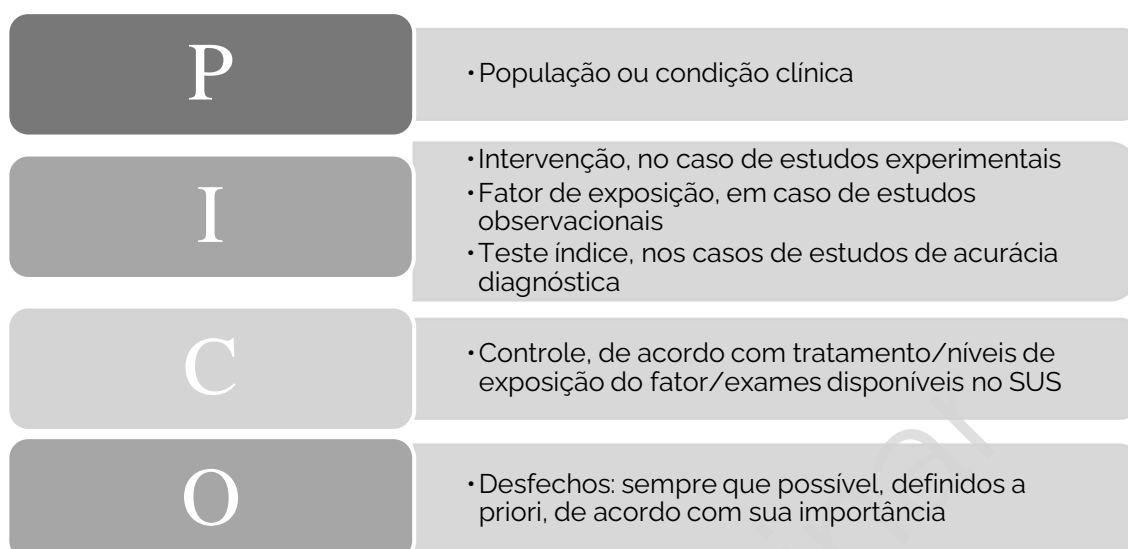 P
•População ou condição clínica
I
•Intervenção, no caso de estudos experimentais
•Fator de exposição, em caso de estudos
observacionais
•Teste índice, nos casos de estudos de acurácia
diagnóstica
C
•Controle, de acordo com tratamento/níveis de
exposição do fator/exames disponíveis no SUS
O
•Desfechos: sempre que possível, definidos a
priori, de acordo com sua importância